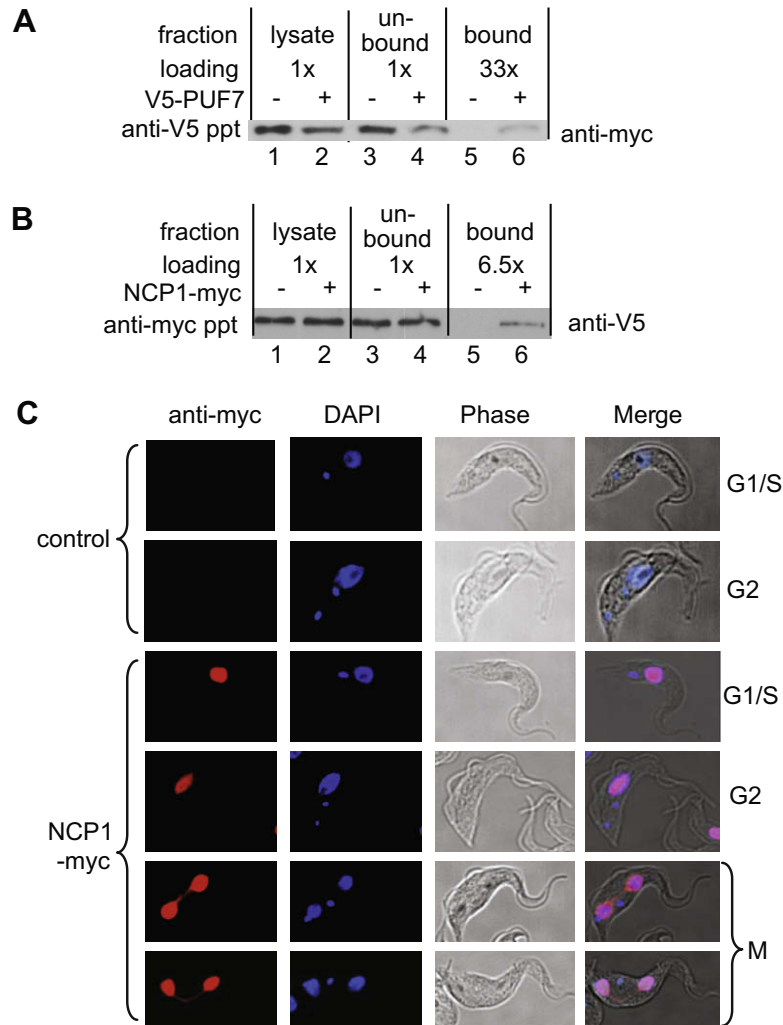 A
fraction lysate un-bound bound
loading 1x 1x 33x
V5-PUF7 - + - + - +
anti-V5 ppt anti-myc
1 2 3 4 5 6
B
fraction lysate un-bound bound
loading 1x 1x 6.5x
NCP1-myc - + - + - +
anti-myc ppt anti-V5
1 2 3 4 5 6
C
anti-myc DAPI Phase Merge
control
G1/S
G2
NCP1
-myc
G1/S
G2
M